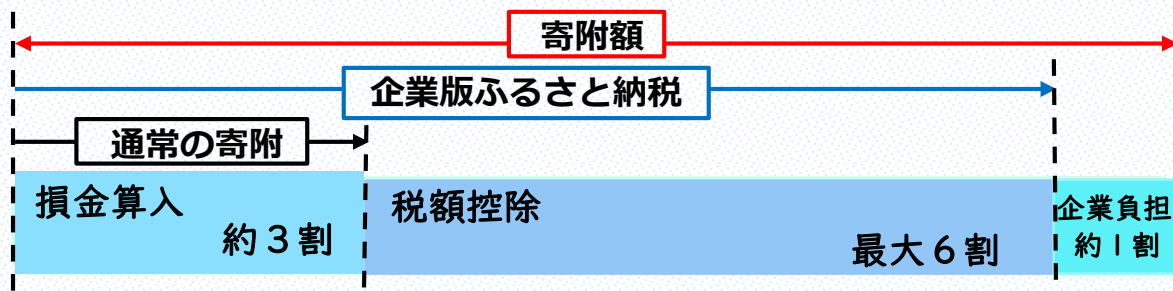 寄附額
企業版ふるさと納税
通常の寄附
損金算入
約３割
税額控除
最大６割
企業負担
約１割